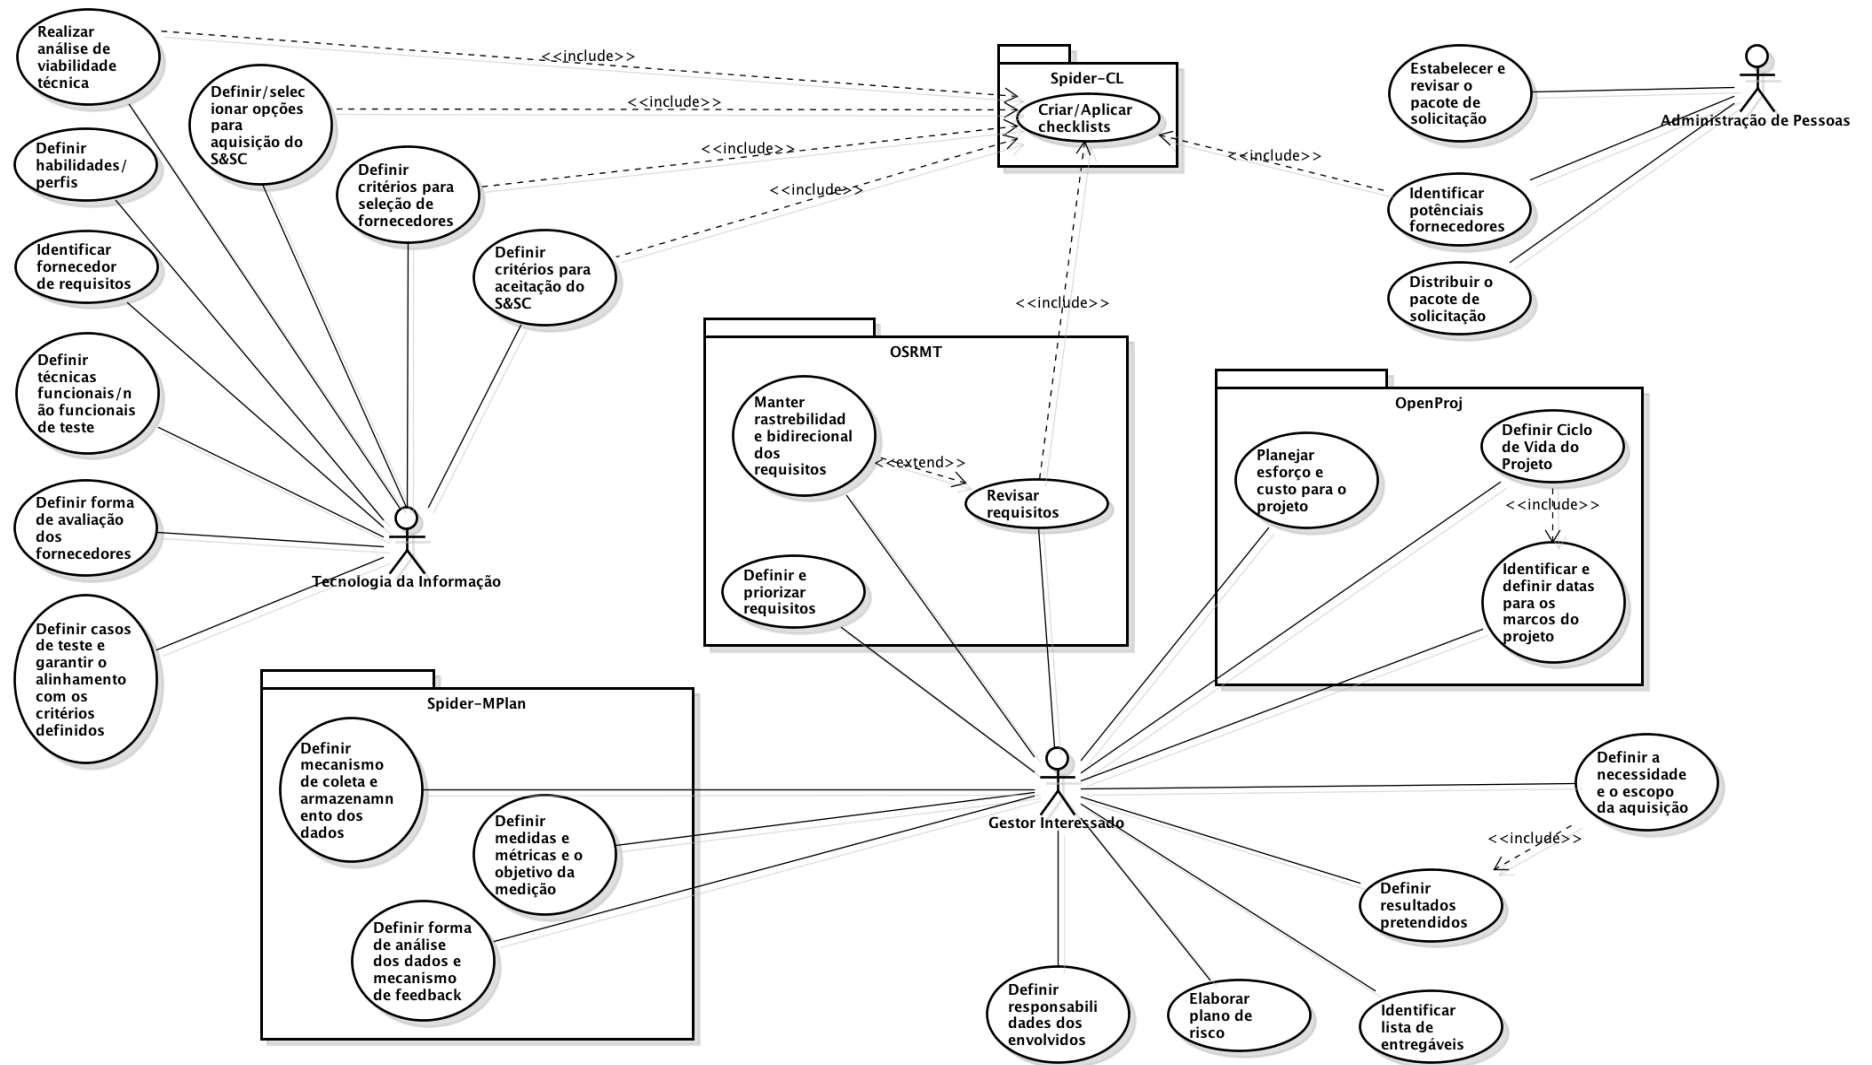 Realizar
análise de
viabilidade
técnica
Definir/selec
ionar opções
para
aquisição do
S&SC
Definir
habilidades/
perfis
Definir
critérios para
seleção de
fornecedores
Identificar
fornecedor
de requisitos
Definir
critérios para
aceitação do
S&SC
Definir
técnicas
funcionais/n
ão funcionais
de teste
Definir forma
de avaliação
dos
fornecedores
Definir casos
de teste e
garantir o
alinhamento
com os
critérios
definidos
Tecnologia da Informação
<<include>>
<<include>>
<<include>>
<<include>>
Spider-CL
Criar/Aplicar
checklists
<<include>>
<<include>>
Estabelecer e
revisar o
pacote de
solicitação
Administração de Pessoas
Identificar
potênciais
fornecedores
Distribuir o
pacote de
solicitação
OSRMT
Manter
rastrebilidad
e bidirecional
dos
requisitos
<<extend>>
Revisar
requisitos
Definir e
priorizar
requisitos
OpenProj
Planejar
esforço e
custo para o
projeto
Definir Ciclo
de Vida do
Projeto
<<include>>
Identificar e
definir datas
para os
marcos do
projeto
Spider-MPlan
Definir
mecanismo
de coleta e
armazenamn
ento dos
dados
Definir
medidas e
métricas e o
objetivo da
medição
Definir forma
de análise
dos dados e
mecanismo
de feedback
Gestor Interessado
Definir a
necessidade
e o escopo
da aquisição
<<include>>
Definir
resultados
pretendidos
Definir
responsabili
dades dos
envolvidos
Elaborar
plano de
risco
Identificar
lista de
entregáveis